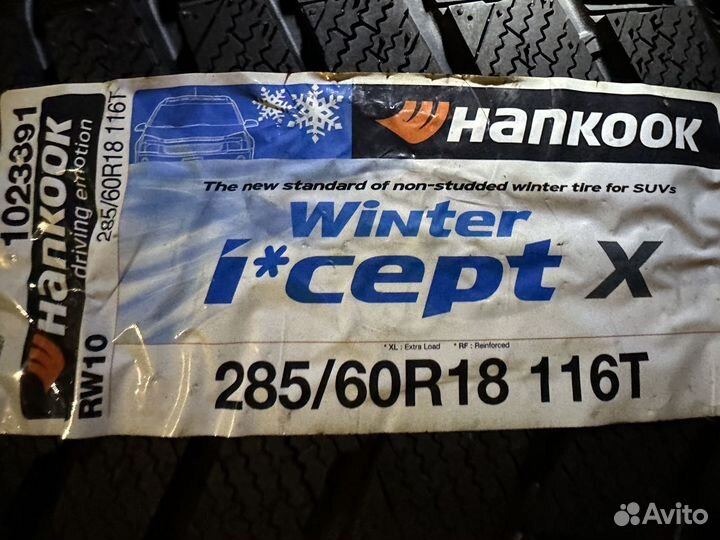 1023391
Hankook
driving emotion
285/60R18 116T
RW10
Hankook
The new standard of non-studded winter tire for SUVs
Winter
i*cept X
* XL : Extra Load * RF : Reinforced
285/60R18 116T
Avito